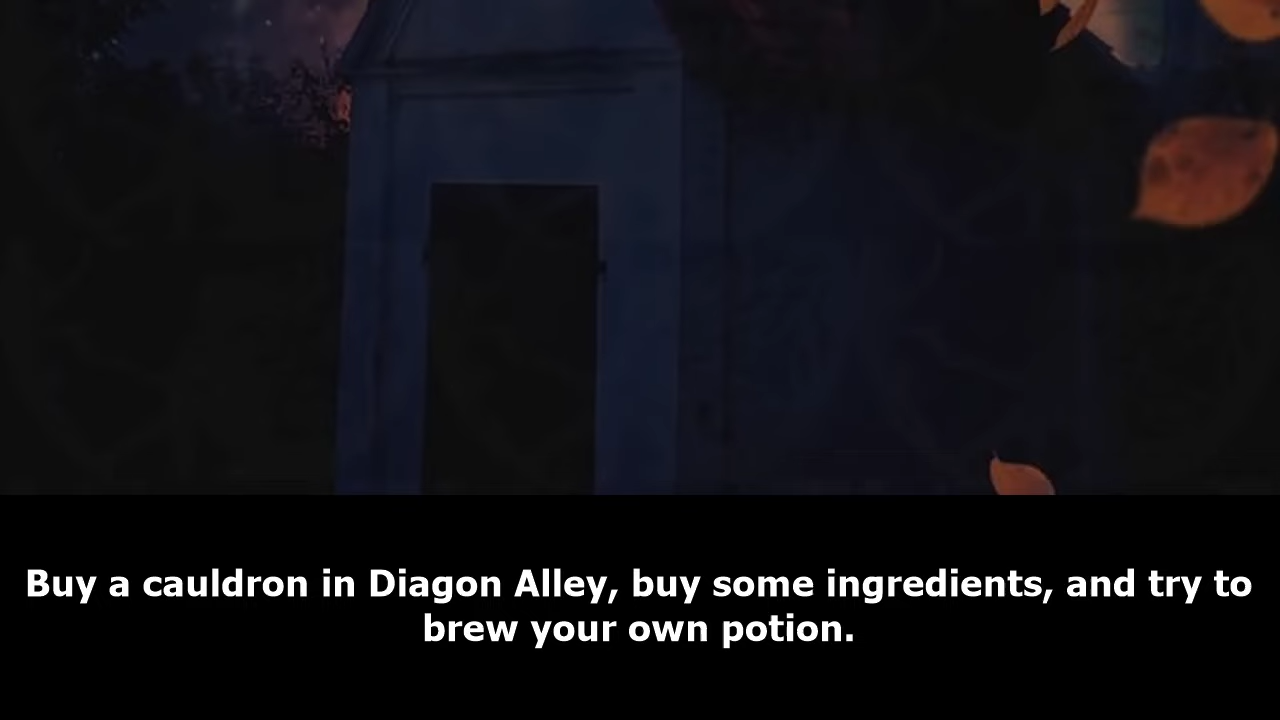 Buy a cauldron in Diagon Alley, buy some ingredients, and try to
brew your own potion.